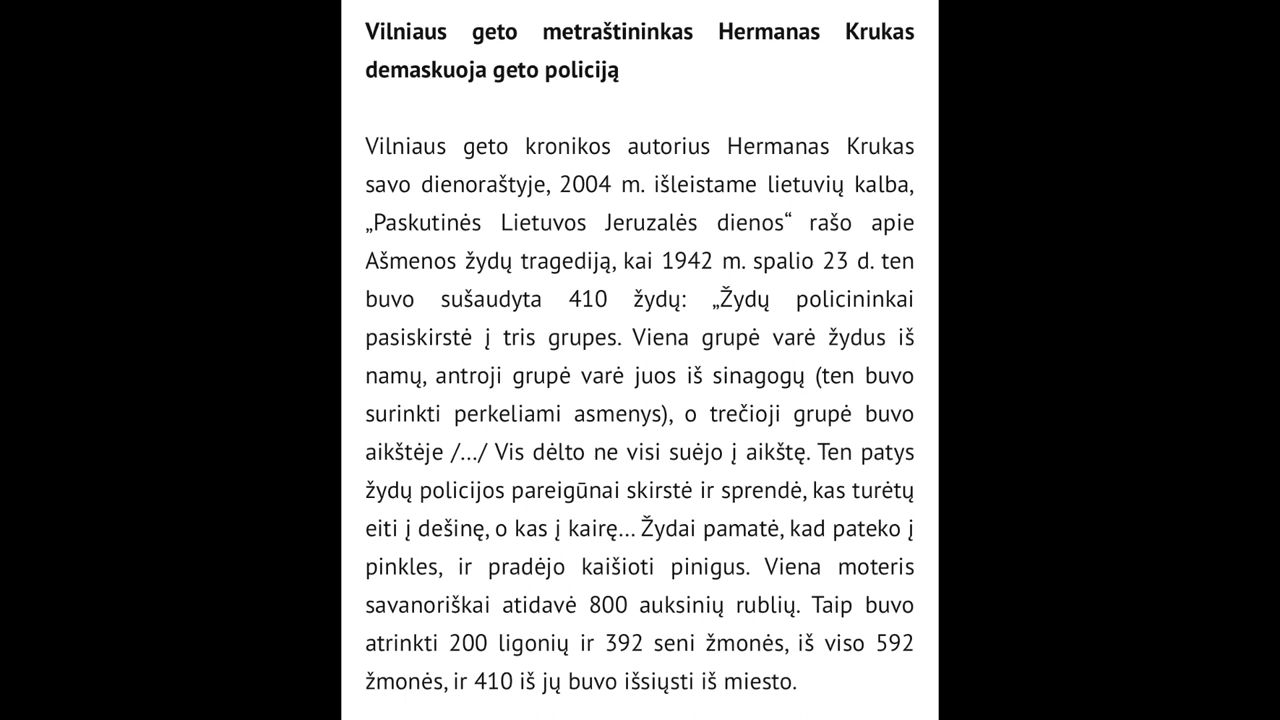 Vilniaus geto metraštininkas Hermanas Krukas
demaskuoja geto policiją
Vilniaus geto kronikos autorius Hermanas Krukas
savo dienoraštyje, 2004 m. išleistame lietuvių kalba,
„Paskutinės Lietuvos Jeruzalės dienos“ rašo apie
Ašmenos žydų tragediją, kai 1942 m. spalio 23 d. ten
buvo sušaudyta 410 žydų: „Žydų policininkai
pasiskirstė į tris grupes. Viena grupė varė žydus iš
namų, antroji grupė varė juos iš sinagogų (ten buvo
surinkti perkeliami asmenys), o trečioji grupė buvo
aikštėje /.../ Vis dėlto ne visi suėjo į aikštę. Ten patys
žydų policijos pareigūnai skirstė ir sprendė, kas turėtų
eiti į dešinę, o kas į kairę... Žydai pamatė, kad pateko į
pinkles, ir pradėjo kaišioti pinigus. Viena moteris
savanoriškai atidavė 800 auksinių rublių. Taip buvo
atrinkti 200 ligonių ir 392 seni žmonės, iš viso 592
žmonės, ir 410 iš jų buvo išsiųsti iš miesto.